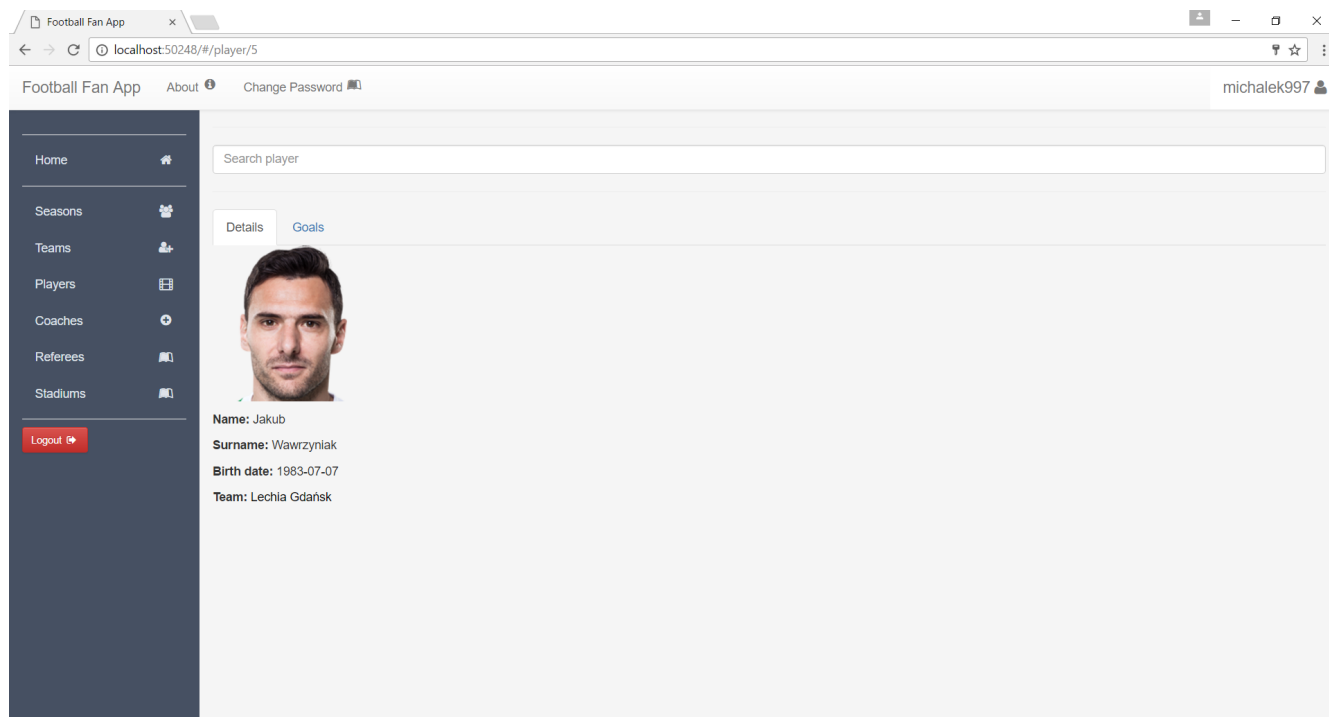 Football Fan App
localhost:50248/#/player/5
Football Fan App About Change Password michalek997
Home
Search player
Seasons
Teams
Players
Coaches
Referees
Stadiums
Logout
Details Goals
Name: Jakub
Surname: Wawrzyniak
Birth date: 1983-07-07
Team: Lechia Gdańsk